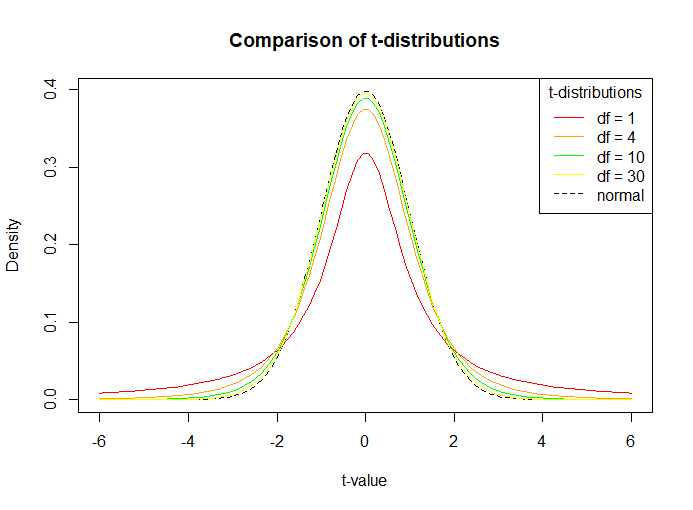 Comparison of t-distributions
t-distributions
df = 1
df = 4
df = 10
df = 30
normal
Density
0.4
0.3
0.2
0.1
0.0
-6 -4 -2 0 2 4 6
t-value